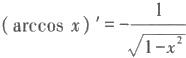 (arccos x)′=-1/√(1-x²)